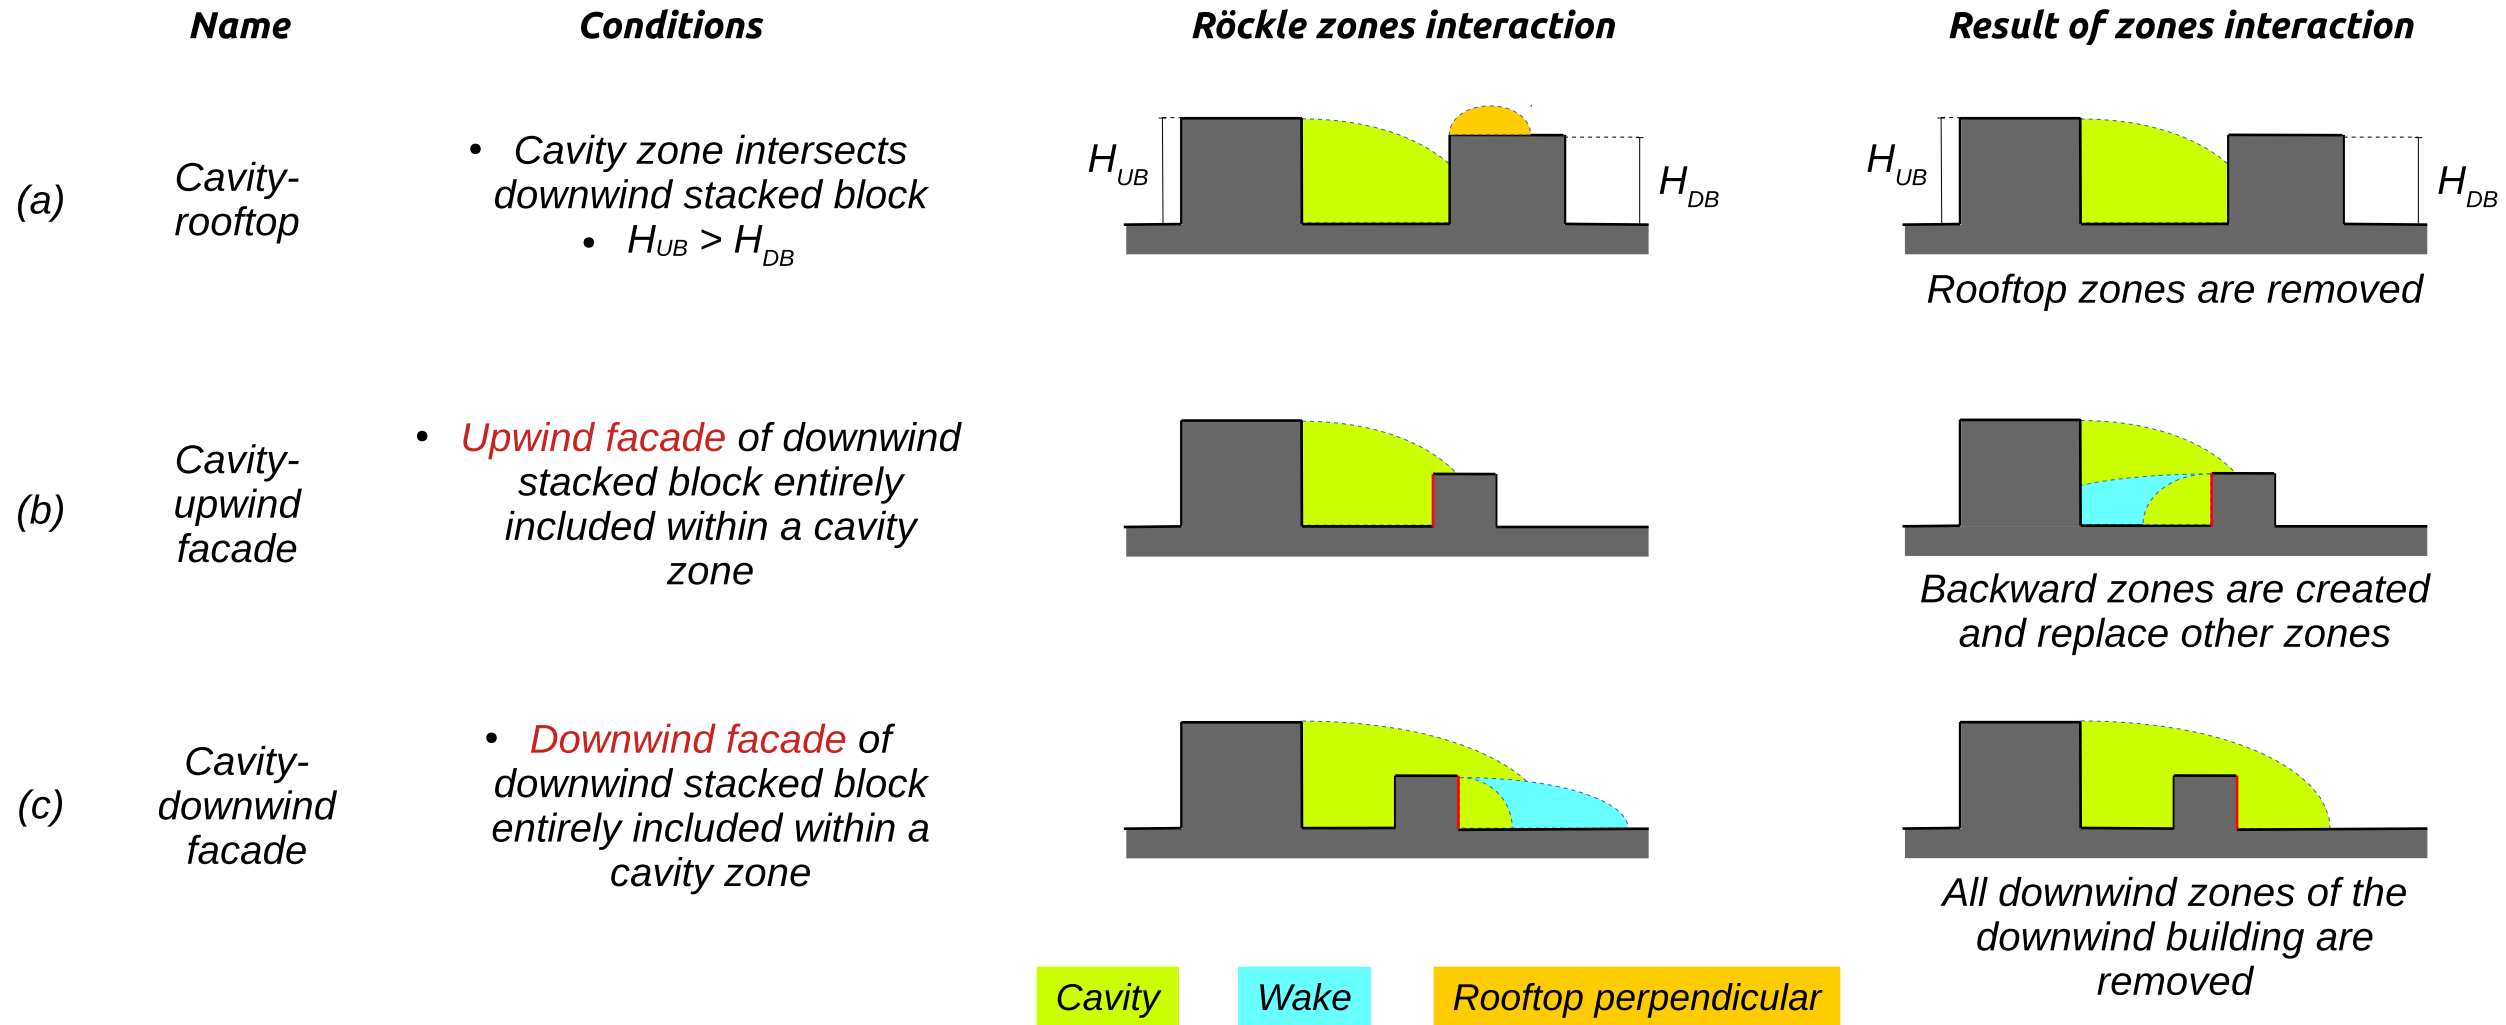 Name
Conditions
Röckle zones interaction
Result of zones interaction
(a)
Cavity-
rooftop
• Cavity zone intersects
downwind stacked block
• HUB > HDB
HUB
HDB
HUB
HDB
Rooftop zones are removed
(b)
Cavity-
upwind
facade
• Upwind facade of downwind
stacked block entirely
included within a cavity
zone
Backward zones are created
and replace other zones
(c)
Cavity-
downwind
facade
• Downwind facade of
downwind stacked block
entirely included within a
cavity zone
All downwind zones of the
downwind building are
removed
Cavity
Wake
Rooftop perpendicular